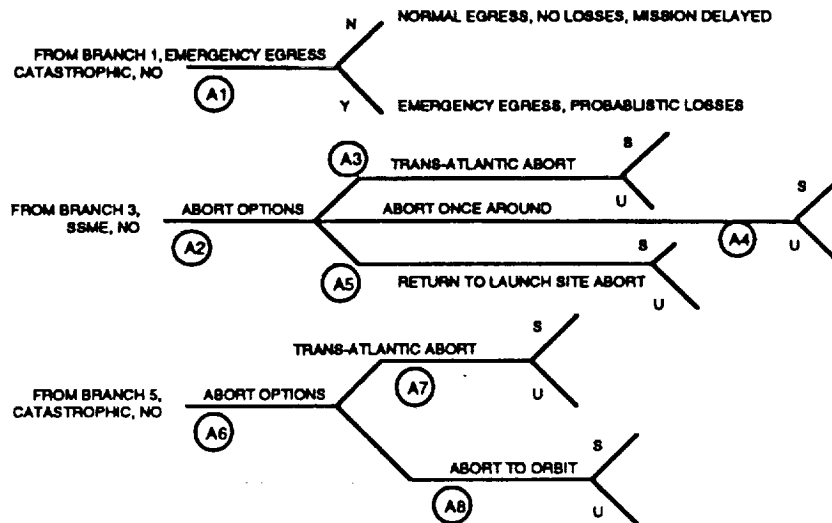 N
NORMAL EGRESS, NO LOSSES, MISSION DELAYED
FROM BRANCH 1, EMERGENCY EGRESS
CATASTROPHIC, NO
A1
Y
EMERGENCY EGRESS, PROBABLISTIC LOSSES
A3
TRANS-ATLANTIC ABORT
S
U
FROM BRANCH 3,
SSME, NO
ABORT OPTIONS
A2
ABORT ONCE AROUND
A4
S
U
A5
RETURN TO LAUNCH SITE ABORT
S
U
TRANS-ATLANTIC ABORT
A7
S
U
FROM BRANCH 5,
CATASTROPHIC, NO
ABORT OPTIONS
A6
ABORT TO ORBIT
A8
S
U